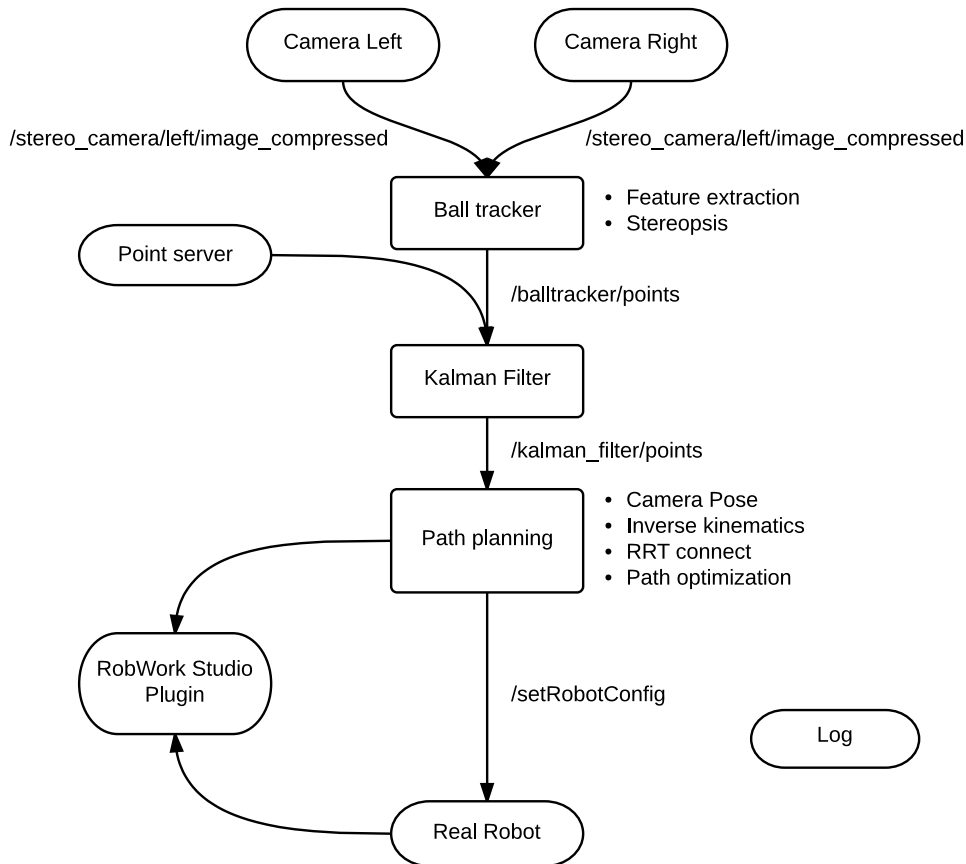 Camera Left
Camera Right
/stereo_camera/left/image_compressed
/stereo_camera/left/image_compressed
Ball tracker
• Feature extraction
• Stereopsis
Point server
/balltracker/points
Kalman Filter
/kalman_filter/points
Path planning
• Camera Pose
• Inverse kinematics
• RRT connect
• Path optimization
RobWork Studio
Plugin
/setRobotConfig
Log
Real Robot